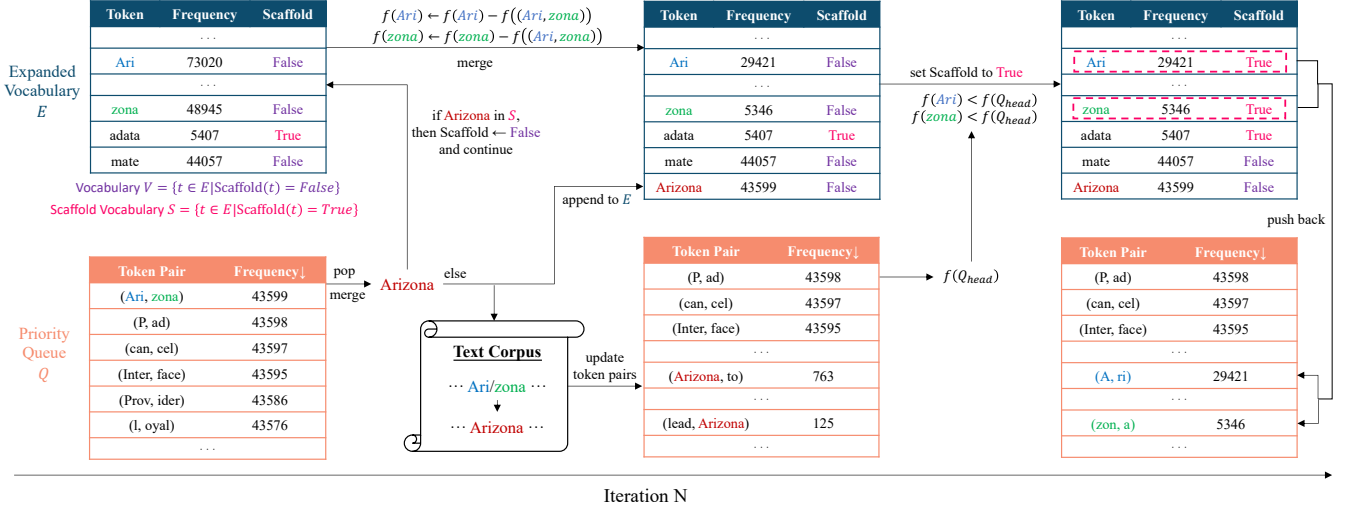 Expanded
Vocabulary
E
Token Frequency Scaffold
...
Ari 73020 False
...
zona 48945 False
adata 5407 True
mate 44057 False
Vocabulary V = {t ∈ E|Scaffold(t) = False}
Scaffold Vocabulary S = {t ∈ E|Scaffold(t) = True}
f(Ari) ← f(Ari) − f((Ari, zona))
f(zona) ← f(zona) − f((Ari, zona))
merge
if Arizona in S,
then Scaffold ← False
and continue
append to E
Token Frequency Scaffold
...
Ari 29421 False
...
zona 5346 False
adata 5407 True
mate 44057 False
Arizona 43599 False
set Scaffold to True
f(Ari) < f(Q_head)
f(zona) < f(Q_head)
Token Frequency Scaffold
...
Ari 29421 True
...
zona 5346 True
adata 5407 True
mate 44057 False
Arizona 43599 False
push back
Priority
Queue
Q
Token Pair Frequency↓
(Ari, zona) 43599
(P, ad) 43598
(can, cel) 43597
(Inter, face) 43595
(Prov, ider) 43586
(l, oyal) 43576
...
pop
merge
Arizona
else
Text Corpus
... Ari/zona ...
... Arizona ...
update
token pairs
Token Pair Frequency↓
(P, ad) 43598
(can, cel) 43597
(Inter, face) 43595
...
(Arizona, to) 763
...
(lead, Arizona) 125
...
f(Q_head)
Token Pair Frequency↓
(P, ad) 43598
(can, cel) 43597
(Inter, face) 43595
...
(A, ri) 29421
...
(zon, a) 5346
...
Iteration N